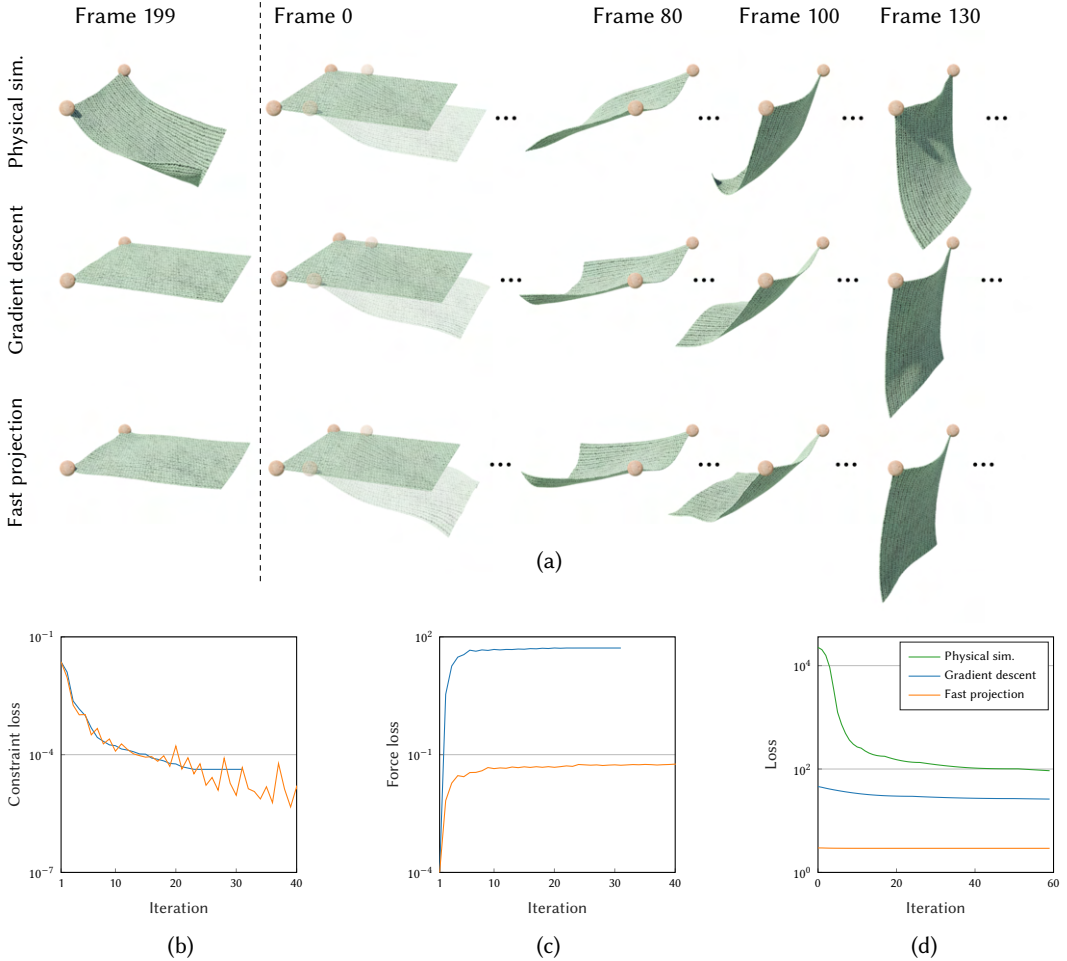 Frame 199 Frame 0 Frame 80 Frame 100 Frame 130
Physical sim.
... ... ... ...
Gradient descent
... ... ... ...
Fast projection
... ... ... ...
(a)
Constraint loss
10^-1
10^-4
10^-7
1 10 20 30 40
Iteration
(b)
Force loss
10^2
10^-1
10^-4
1 10 20 30 40
Iteration
(c)
Loss
10^4
10^2
10^0
0 20 40 60
Iteration
Physical sim.
Gradient descent
Fast projection
(d)